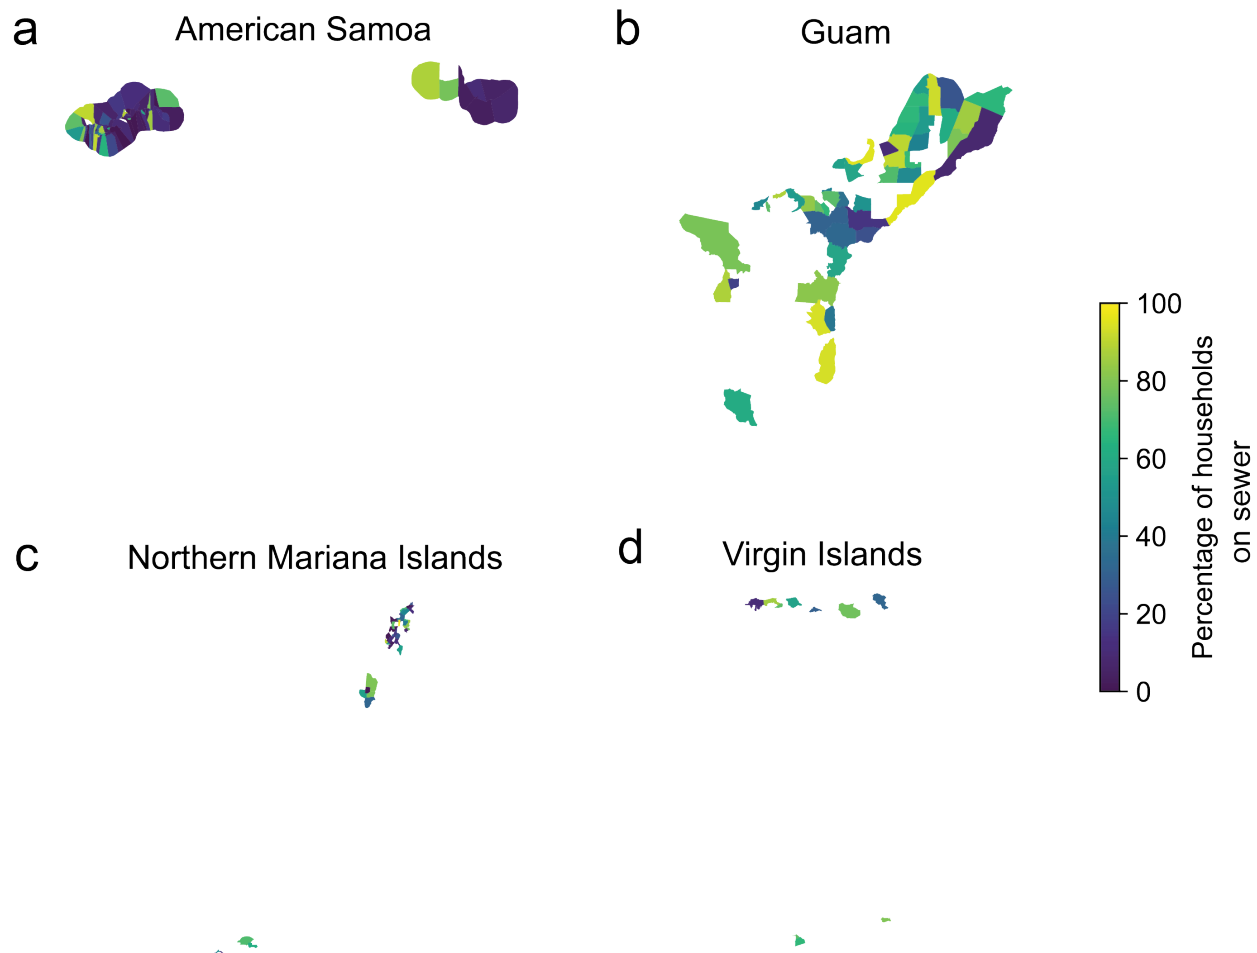 a
American Samoa
b
Guam
100
80
60
40
20
0
Percentage of households
on sewer
c
Northern Mariana Islands
d
Virgin Islands